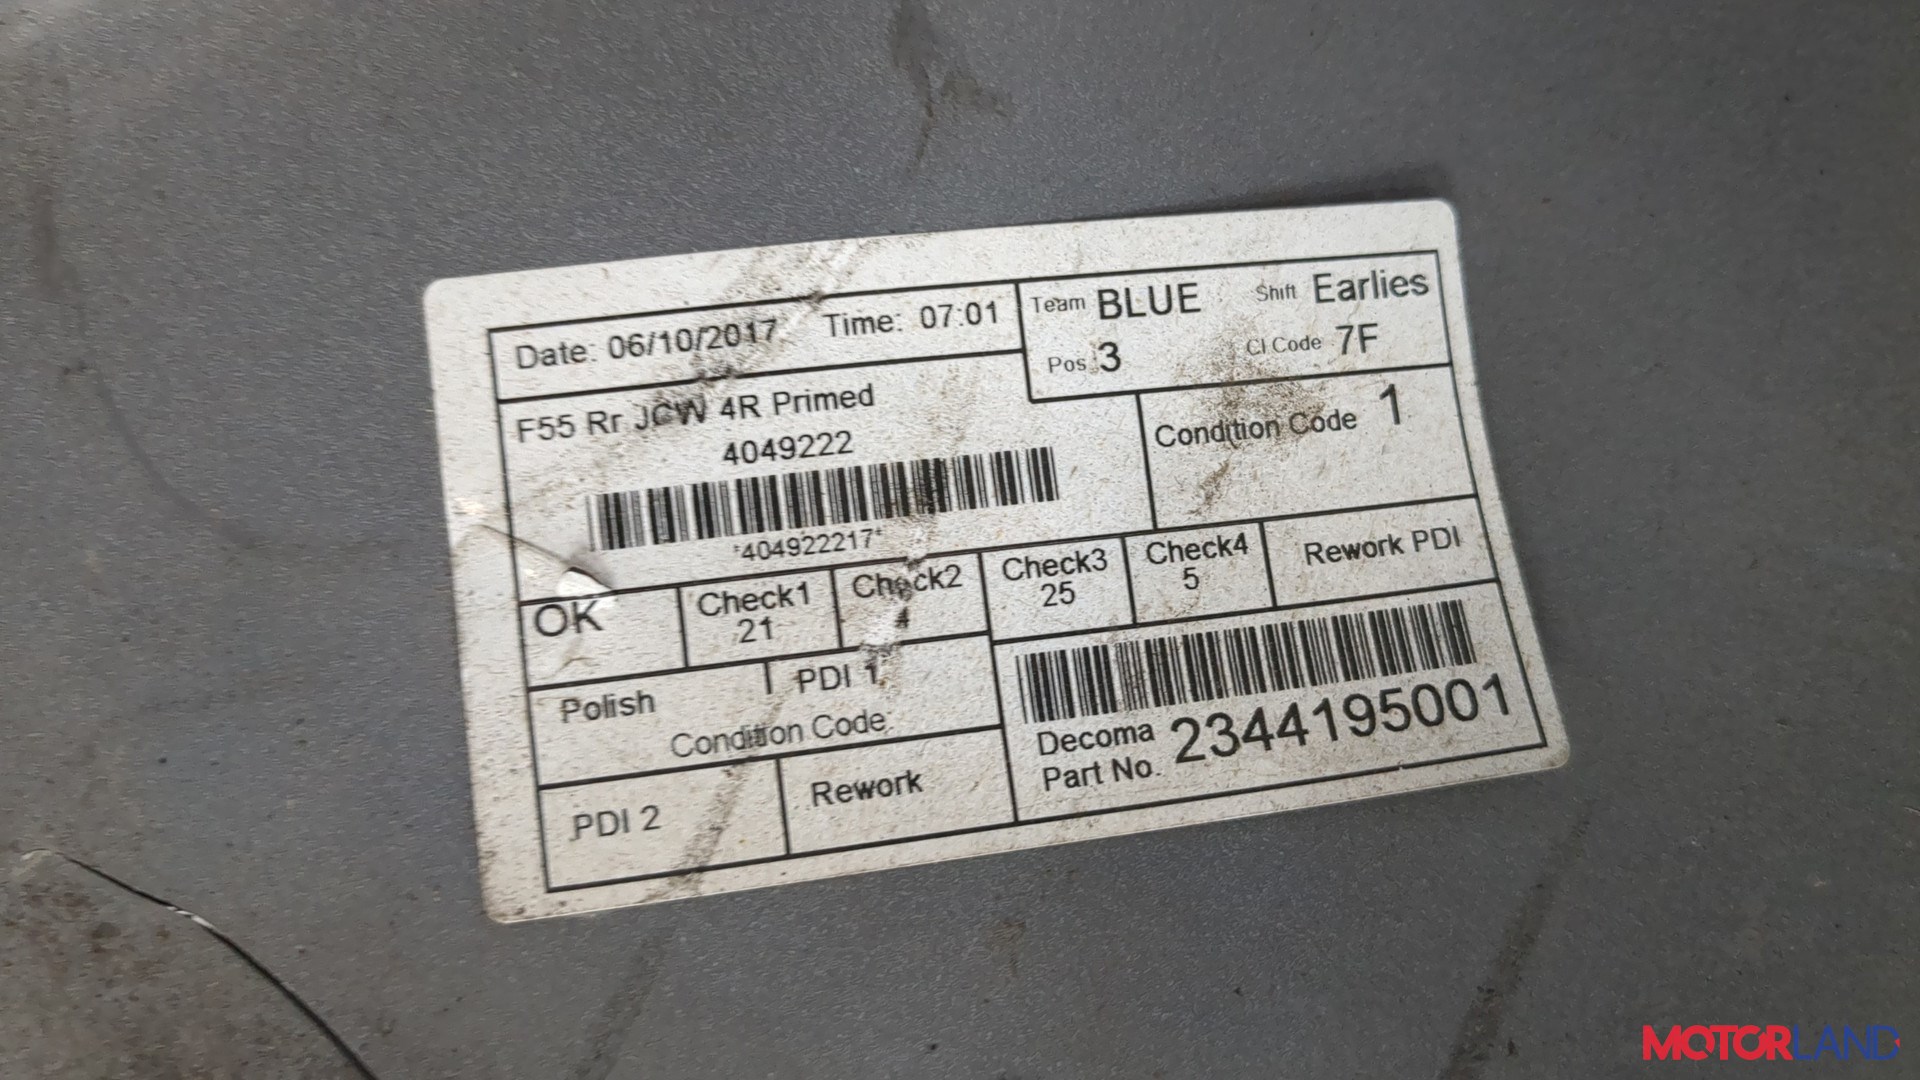 Date: 06/10/2017 Time: 07:01
Team BLUE Shift Earlies
Pos 3 CI Code 7F
F55 Rr JCW 4R Primed
4049222
*404922217*
Condition Code 1
OK
Check1
21
Check2
4
Check3
25
Check4
5
Rework PDI
Polish
PDI 1
Condition Code:
PDI 2
Rework
Decoma
Part No. 2344195001
MOTORLAND